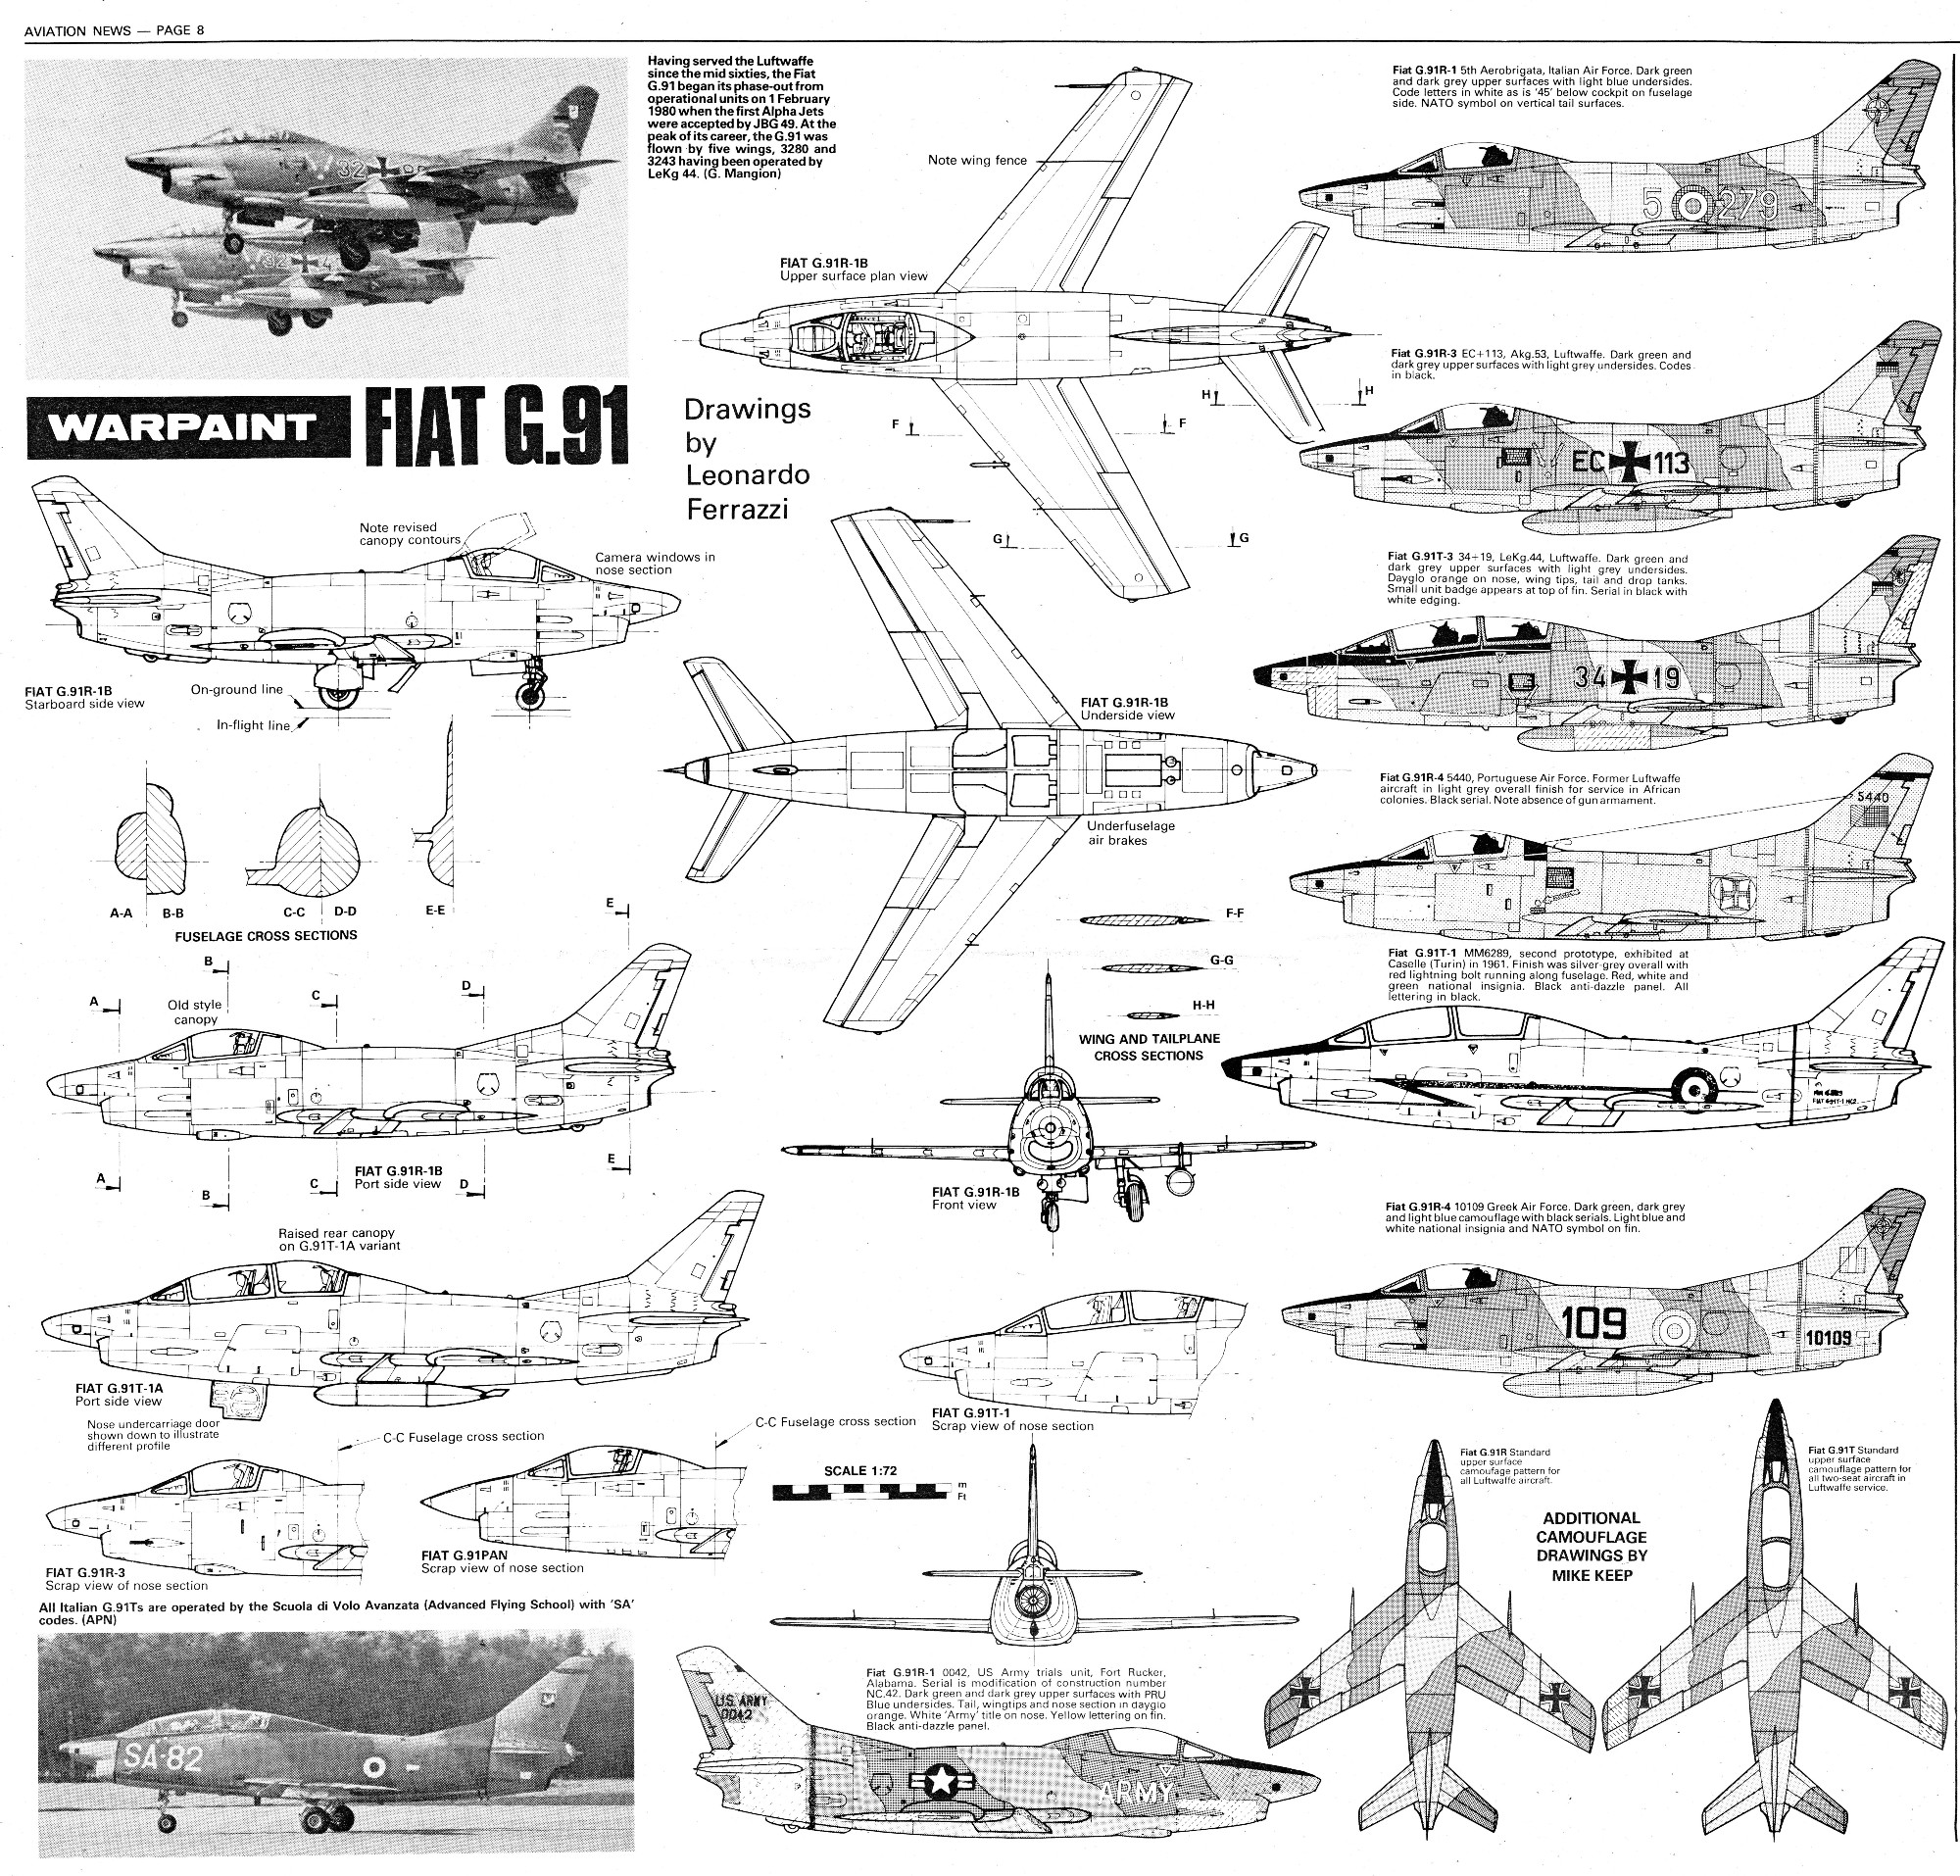 AVIATION NEWS — PAGE 8
Having served the Luftwaffe
since the mid sixties, the Fiat
G.91 began its phase-out from
operational units on 1 February
1980 when the first Alpha Jets
were accepted by JBG 49. At the
peak of its career, the G.91 was
flown by five wings, 3280 and
3243 having been operated by
LeKg 44. (G. Mangion)
32
32
WARPAINT FIAT G.91
Drawings
by
Leonardo
Ferrazzi
Note wing fence
FIAT G.91R-1B
Upper surface plan view
F F
H H
G G
Note revised
canopy contours
Camera windows in
nose section
FIAT G.91R-1B
Starboard side view
On-ground line
In-flight line
FIAT G.91R-1B
Underside view
Underfuselage
air brakes
A-A B-B C-C D-D E-E
FUSELAGE CROSS SECTIONS
F-F
G-G
H-H
WING AND TAILPLANE
CROSS SECTIONS
A B C D E
Old style
canopy
A B C D E
FIAT G.91R-1B
Port side view
FIAT G.91R-1B
Front view
Raised rear canopy
on G.91T-1A variant
FIAT G.91T-1A
Port side view
Nose undercarriage door
shown down to illustrate
different profile
FIAT G.91T-1
Scrap view of nose section
C-C Fuselage cross section
C-C Fuselage cross section
FIAT G.91R-3
Scrap view of nose section
FIAT G.91PAN
Scrap view of nose section
SCALE 1:72
m
Ft
All Italian G.91Ts are operated by the Scuola di Volo Avanzata (Advanced Flying School) with 'SA'
codes. (APN)
SA-82
Fiat G.91R-1 5th Aerobrigata, Italian Air Force. Dark green
and dark grey upper surfaces with light blue undersides.
Code letters in white as is '45' below cockpit on fuselage
side. NATO symbol on vertical tail surfaces.
5 279
Fiat G.91R-3 EC+113, Akg.53, Luftwaffe. Dark green and
dark grey upper surfaces with light grey undersides. Codes
in black.
EC 113
Fiat G.91T-3 34+19, LeKg.44, Luftwaffe. Dark green and
dark grey upper surfaces with light grey undersides.
Dayglo orange on nose, wing tips, tail and drop tanks.
Small unit badge appears at top of fin. Serial in black with
white edging.
34 19
Fiat G.91R-4 5440, Portuguese Air Force. Former Luftwaffe
aircraft in light grey overall finish for service in African
colonies. Black serial. Note absence of gun armament.
5440
Fiat G.91T-1 MM6289, second prototype, exhibited at
Caselle (Turin) in 1961. Finish was silver-grey overall with
red lightning bolt running along fuselage. Red, white and
green national insignia. Black anti-dazzle panel. All
lettering in black.
Fiat G.91R-4 10109 Greek Air Force. Dark green, dark grey
and light blue camouflage with black serials. Light blue and
white national insignia and NATO symbol on fin.
109
10109
Fiat G.91R Standard
upper surface
camoufage pattern for
all Luftwaffe aircraft.
Fiat G.91T Standard
upper surface
camouflage pattern for
all two-seat aircraft in
Luftwaffe service.
ADDITIONAL
CAMOUFLAGE
DRAWINGS BY
MIKE KEEP
Fiat G.91R-1 0042, US Army trials unit, Fort Rucker,
Alabama. Serial is modification of construction number
NC.42. Dark green and dark grey upper surfaces with PRU
Blue undersides. Tail, wingtips and nose section in dayglo
orange. White 'Army' title on nose. Yellow lettering on fin.
Black anti-dazzle panel.
U.S. ARMY
0042
ARMY